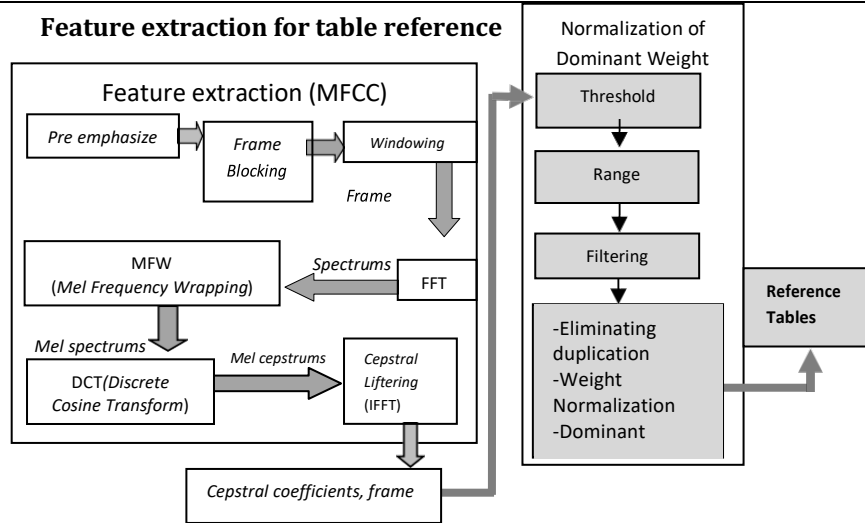 Feature extraction for table reference
Feature extraction (MFCC)
Pre emphasize
Frame
Blocking
Windowing
Frame
MFW
(Mel Frequency Wrapping)
Spectrums
FFT
Mel spectrums
DCT(Discrete
Cosine Transform)
Mel cepstrums
Cepstral
Liftering
(IFFT)
Cepstral coefficients, frame
Normalization of
Dominant Weight
Threshold
Range
Filtering
-Eliminating
duplication
-Weight
Normalization
-Dominant
Reference
Tables